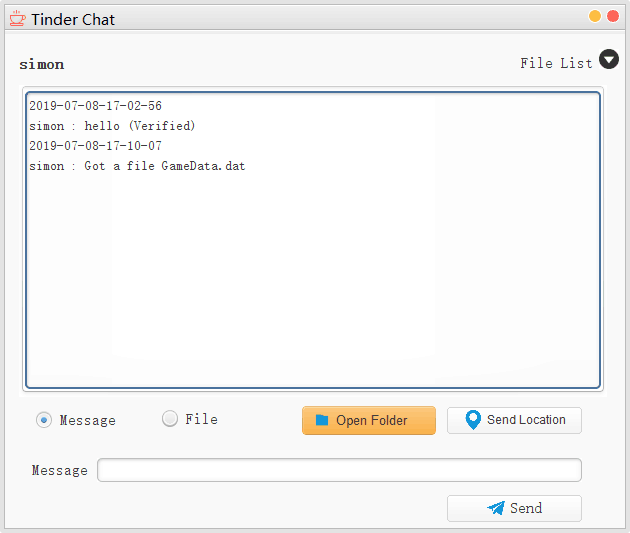 Tinder Chat
simon
File List
2019-07-08-17-02-56
simon : hello (Verified)
2019-07-08-17-10-07
simon : Got a file GameData.dat
Message
File
Open Folder
Send Location
Message
Send